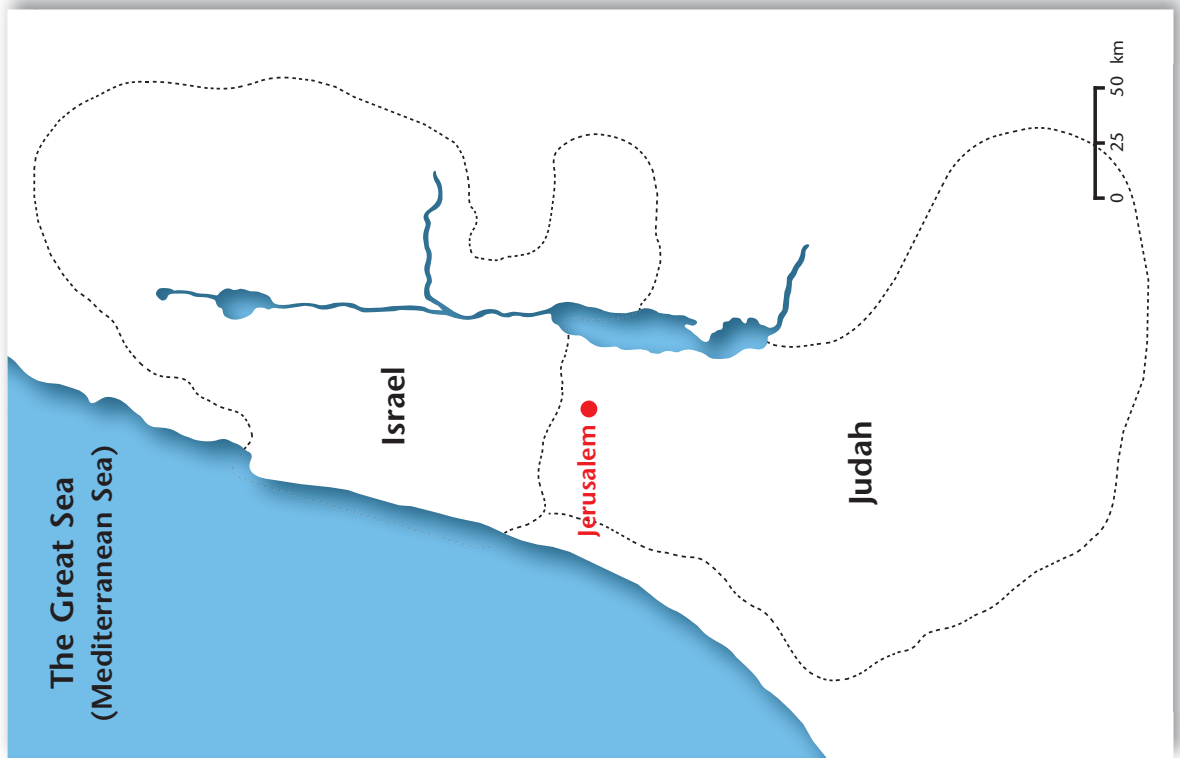 The Great Sea
(Mediterranean Sea)
Israel
Jerusalem
Judah
0 25 50 km